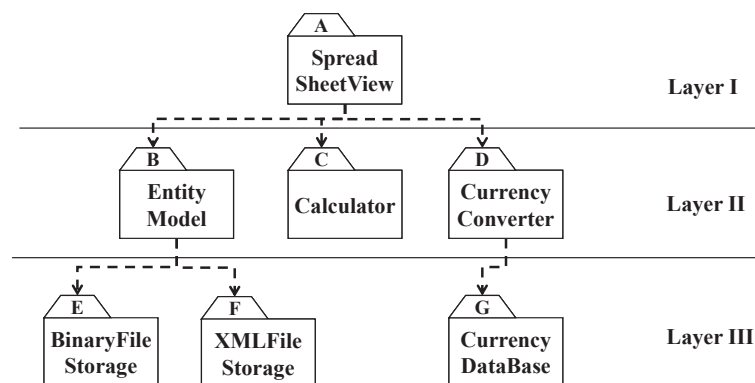 A
Spread
SheetView
Layer I
B
C
D
Entity
Model
Calculator
Currency
Converter
Layer II
E
F
G
BinaryFile
Storage
XMLFile
Storage
Currency
DataBase
Layer III